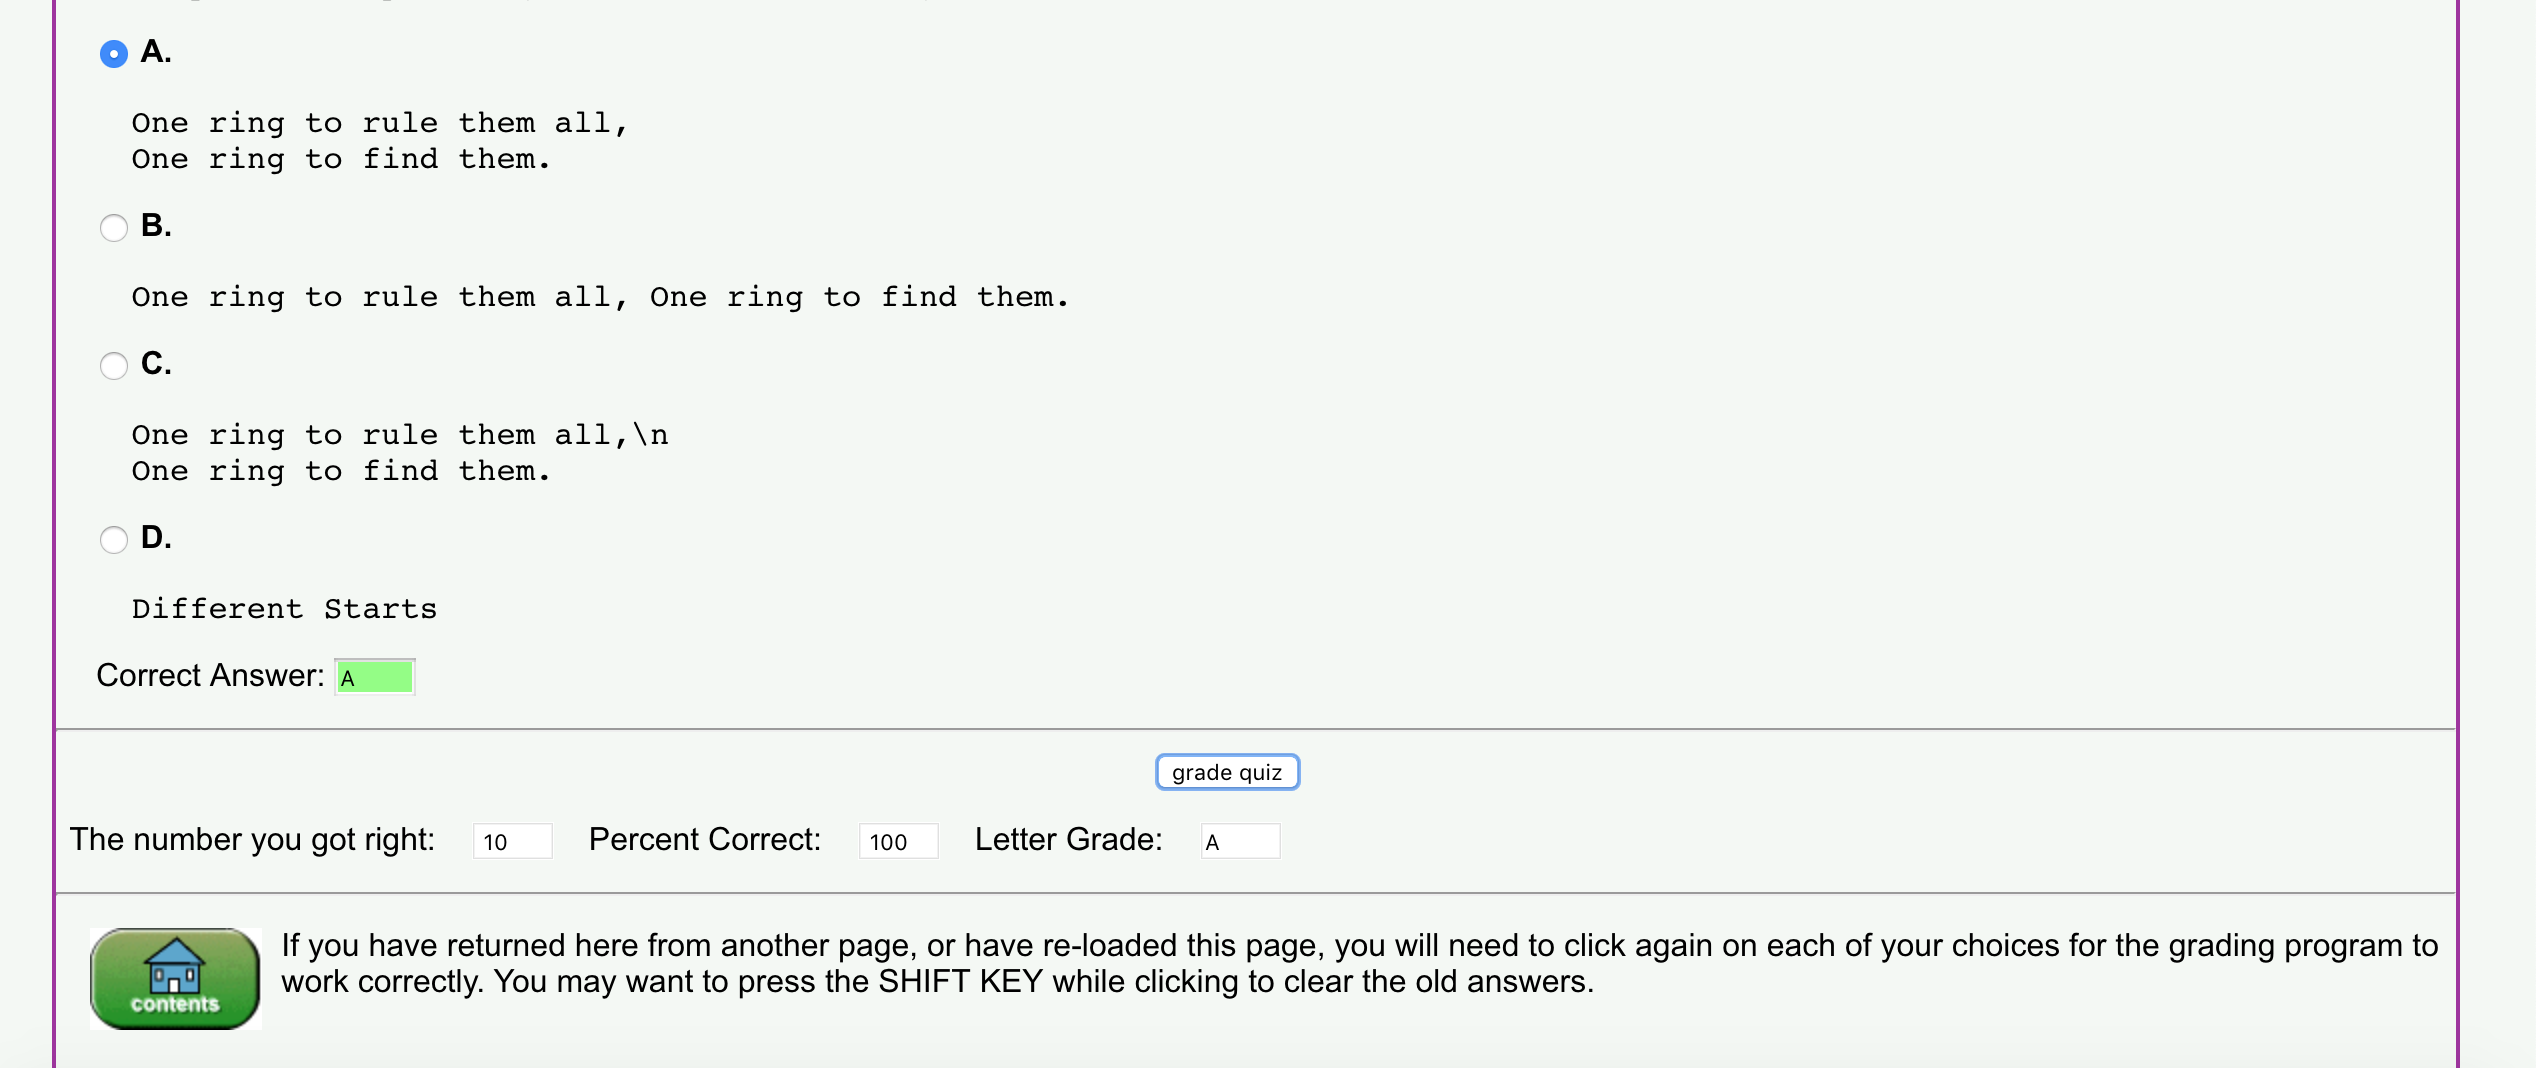 A.
One ring to rule them all,
One ring to find them.
B.
One ring to rule them all, One ring to find them.
C.
One ring to rule them all,\n
One ring to find them.
D.
Different Starts
Correct Answer: A
grade quiz
The number you got right: 10 Percent Correct: 100 Letter Grade: A
If you have returned here from another page, or have re-loaded this page, you will need to click again on each of your choices for the grading program to
work correctly. You may want to press the SHIFT KEY while clicking to clear the old answers.
contents